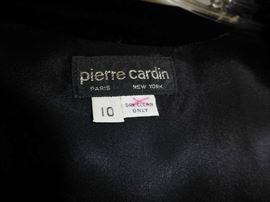 pierre cardin
PARIS NEW YORK
10
DRY CLEAN
ONLY